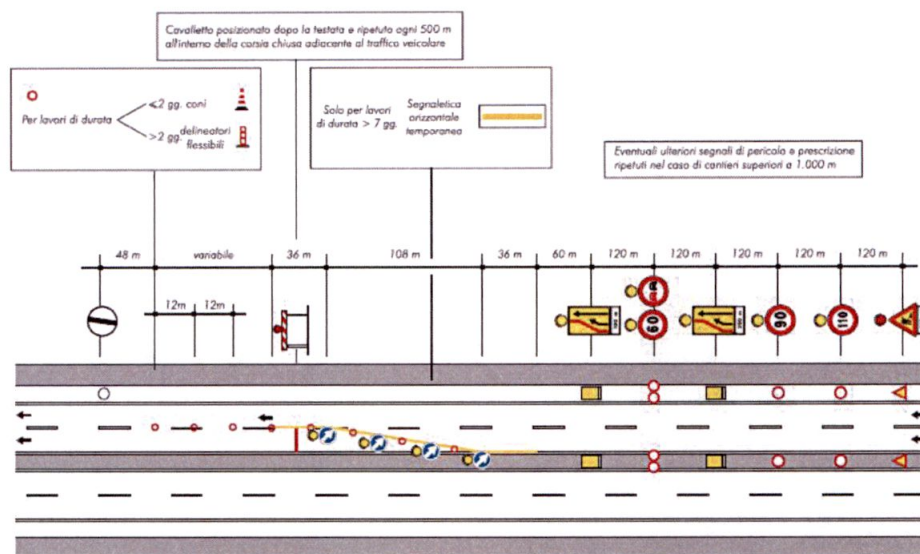 Cavalletto posizionato dopo la testata e ripetuto ogni 500 m
all'interno della corsia chiusa adiacente al traffico veicolare
Per lavori di durata
≤2 gg. coni
>2 gg. delineatori
flessibili
Solo per lavori
di durata > 7 gg.
Segnaletica
orizzontale
temporanea
Eventuali ulteriori segnali di pericolo e prescrizione
ripetuti nel caso di cantieri superiori a 1.000 m
48 m variabile 36 m 108 m 36 m 60 m 120 m 120 m 120 m 120 m 120 m
12m 12m
60
90
110